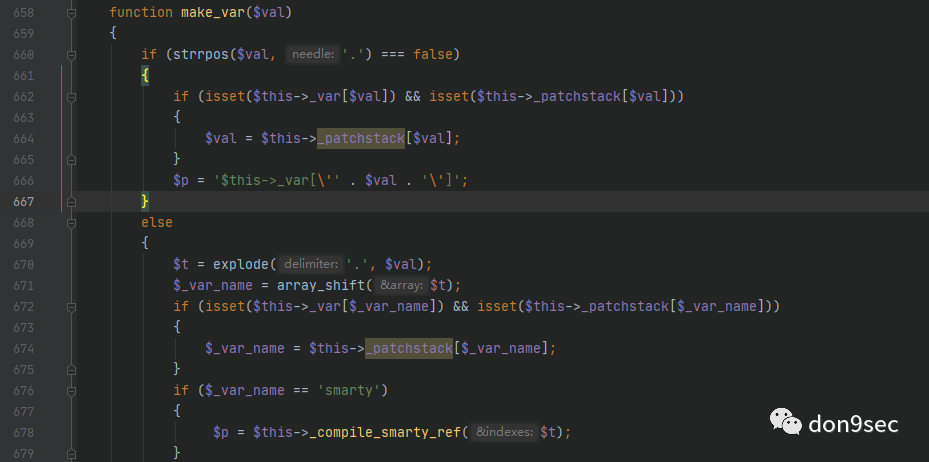 658 function make_var($val)
659 {
660 if (strrpos($val, needle: '.') === false)
661 {
662 if (isset($this->_var[$val]) && isset($this->_patchstack[$val]))
663 {
664 $val = $this->_patchstack[$val];
665 }
666 $p = '$this->_var[\'' . $val . '\']';
667 }
668 else
669 {
670 $t = explode( delimiter: '.', $val);
671 $_var_name = array_shift( &array: $t);
672 if (isset($this->_var[$_var_name]) && isset($this->_patchstack[$_var_name]))
673 {
674 $_var_name = $this->_patchstack[$_var_name];
675 }
676 if ($_var_name == 'smarty')
677 {
678 $p = $this->_compile_smarty_ref( &indexes: $t);
679 }
don9sec